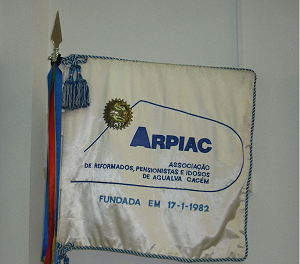 ARPIAC
ASSOCIAÇÃO
DE REFORMADOS, PENSIONISTAS E IDOSOS
DE AGUALVA CACÉM
FUNDADA EM 17-1-1982